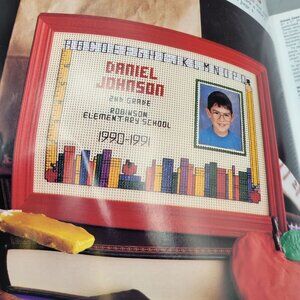 ABCDEFGHIJKLMNOP
DANIEL
JOHNSON
2nd GRADE
ROBINSON
ELEMENTARY SCHOOL
1990-1991